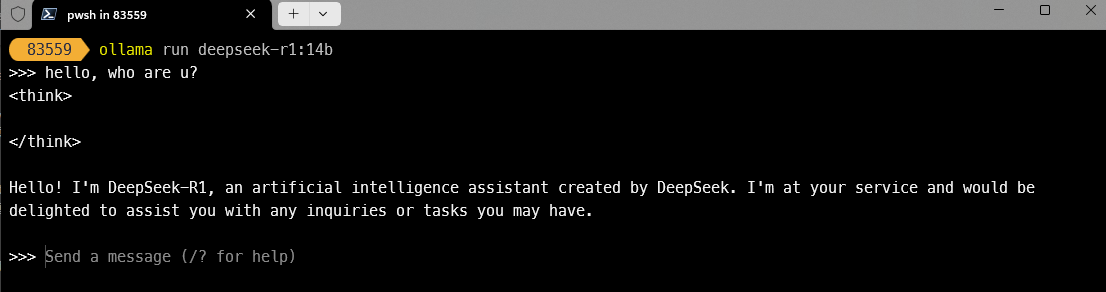 pwsh in 83559
83559 ollama run deepseek-r1:14b
>>> hello, who are u?
<think>
</think>
Hello! I'm DeepSeek-R1, an artificial intelligence assistant created by DeepSeek. I'm at your service and would be
delighted to assist you with any inquiries or tasks you may have.
>>> Send a message (/? for help)